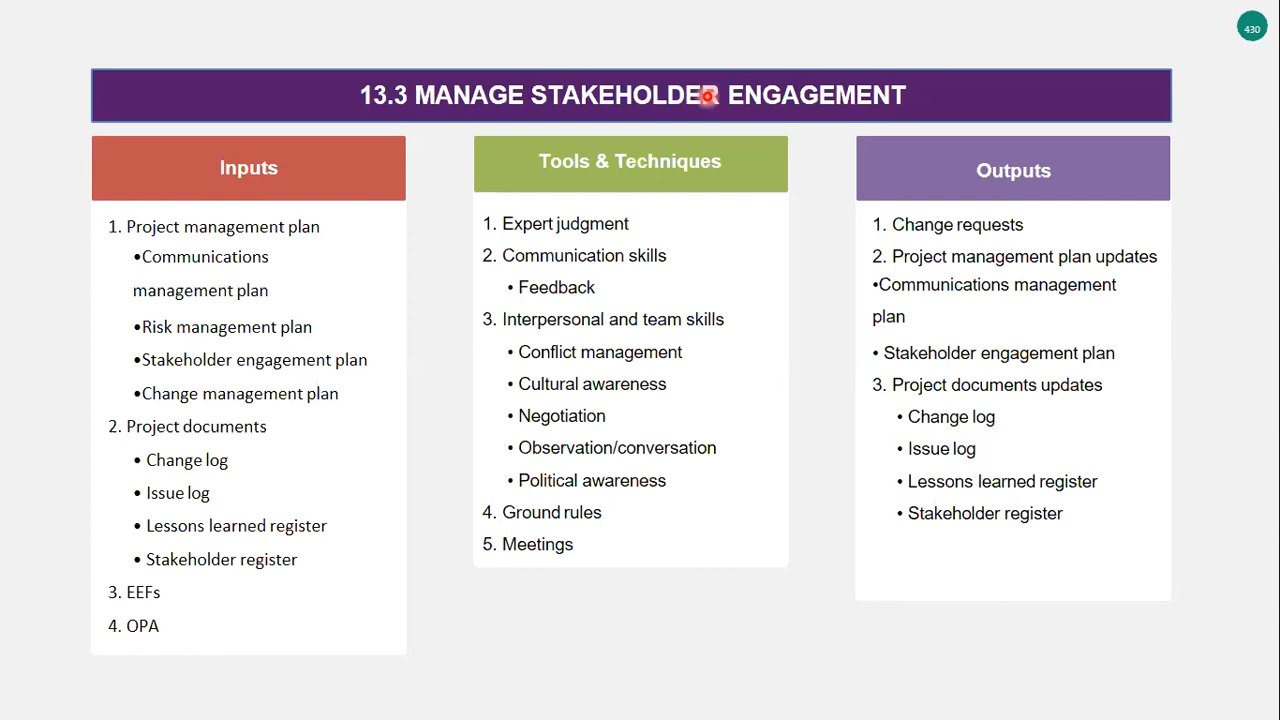 430
13.3 MANAGE STAKEHOLDER ENGAGEMENT
Inputs
1. Project management plan
•Communications
management plan
•Risk management plan
•Stakeholder engagement plan
•Change management plan
2. Project documents
• Change log
• Issue log
• Lessons learned register
• Stakeholder register
3. EEFs
4. OPA
Tools & Techniques
1. Expert judgment
2. Communication skills
• Feedback
3. Interpersonal and team skills
• Conflict management
• Cultural awareness
• Negotiation
• Observation/conversation
• Political awareness
4. Ground rules
5. Meetings
Outputs
1. Change requests
2. Project management plan updates
•Communications management
plan
• Stakeholder engagement plan
3. Project documents updates
• Change log
• Issue log
• Lessons learned register
• Stakeholder register